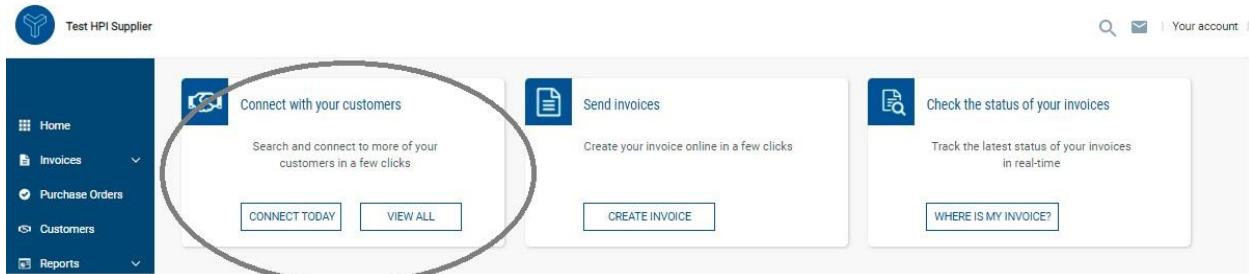 Test HPI Supplier
Your account
Home
Invoices
Purchase Orders
Customers
Reports
Connect with your customers
Search and connect to more of your
customers in a few clicks
CONNECT TODAY
VIEW ALL
Send invoices
Create your invoice online in a few clicks
CREATE INVOICE
Check the status of your invoices
Track the latest status of your invoices
in real-time
WHERE IS MY INVOICE?